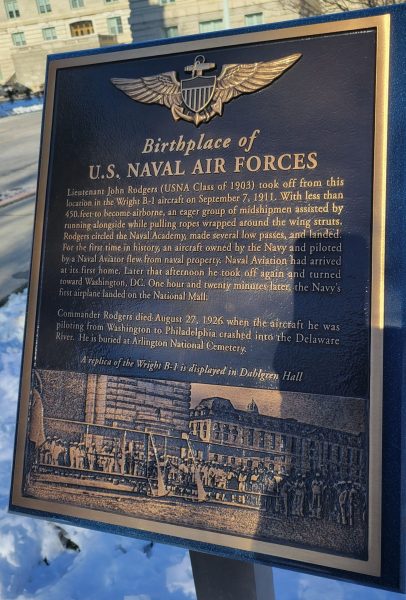 Birthplace of
U.S. NAVAL AIR FORCES
Lieutenant John Rodgers (USNA Class of 1903) took off from this
location in the Wright B-1 aircraft on September 7, 1911. With less than
450 feet to become airborne, an eager group of midshipmen assisted by
running alongside while pulling ropes wrapped around the wing struts.
Rodgers circled the Naval Academy, made several low passes, and landed.
For the first time in history, an aircraft owned by the Navy and piloted
by a Naval Aviator flew from naval property. Naval Aviation had arrived
at its first home. Later that afternoon he took off again and turned
toward Washington, DC. One hour and twenty minutes later, the Navy's
first airplane landed on the National Mall.
Commander Rodgers died August 27, 1926 when the aircraft he was
piloting from Washington to Philadelphia crashed into the Delaware
River. He is buried at Arlington National Cemetery.
A replica of the Wright B-1 is displayed in Dahlgren Hall